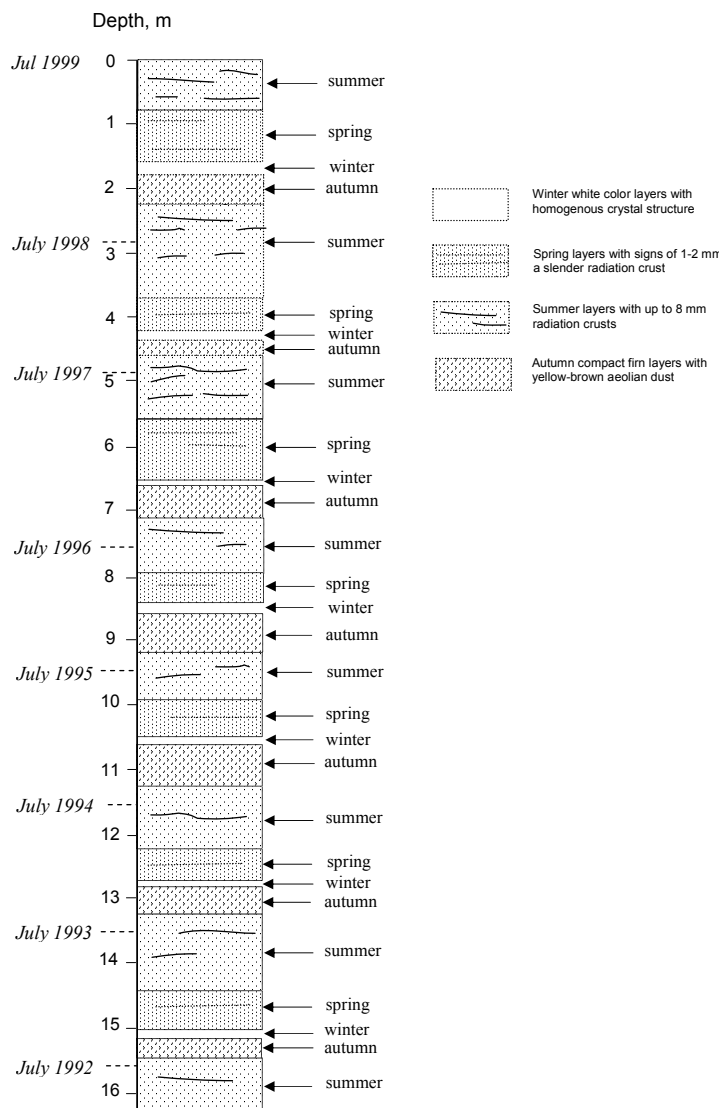 Depth, m
Jul 1999
0
summer
1
spring
winter
2
autumn
July 1998
summer
3
4
spring
winter
autumn
July 1997
5
summer
6
spring
winter
7
autumn
July 1996
summer
8
spring
winter
9
autumn
July 1995
summer
10
spring
winter
11
autumn
July 1994
summer
12
spring
winter
13
autumn
July 1993
14
summer
15
spring
winter
autumn
July 1992
16
summer
Winter white color layers with
homogenous crystal structure
Spring layers with signs of 1-2 mm
a slender radiation crust
Summer layers with up to 8 mm
radiation crusts
Autumn compact firn layers with
yellow-brown aeolian dust